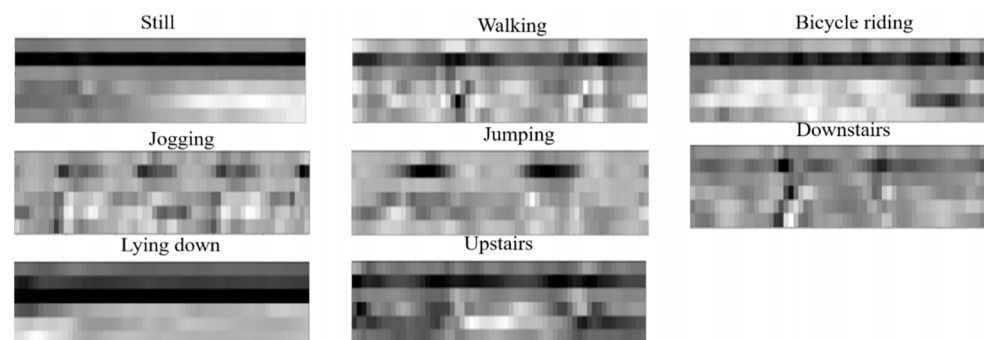 Still
Walking
Bicycle riding
Jogging
Jumping
Downstairs
Lying down
Upstairs